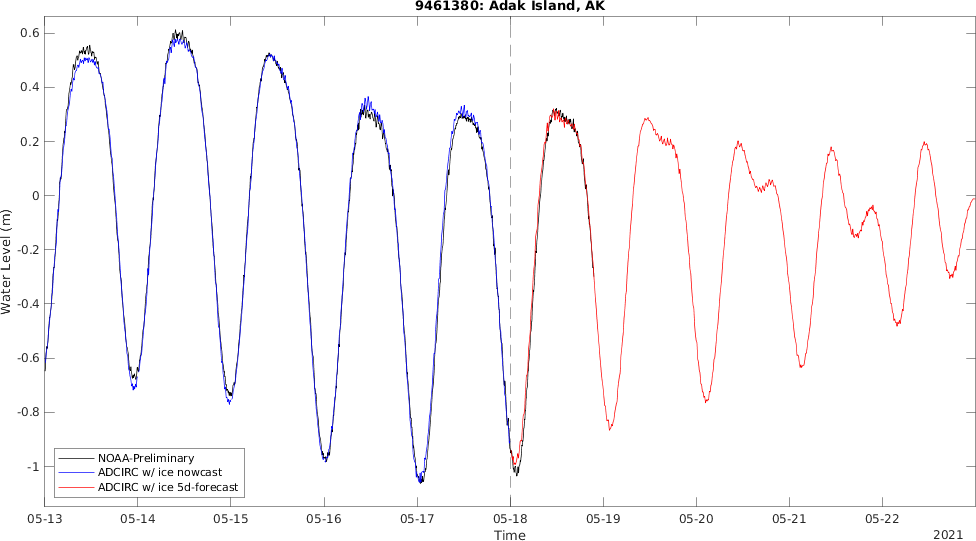 9461380: Adak Island, AK
0.6
0.4
0.2
0
-0.2
-0.4
-0.6
-0.8
-1
Water Level (m)
NOAA-Preliminary
ADCIRC w/ ice nowcast
ADCIRC w/ ice 5d-forecast
05-13 05-14 05-15 05-16 05-17 05-18 05-19 05-20 05-21 05-22
Time
2021